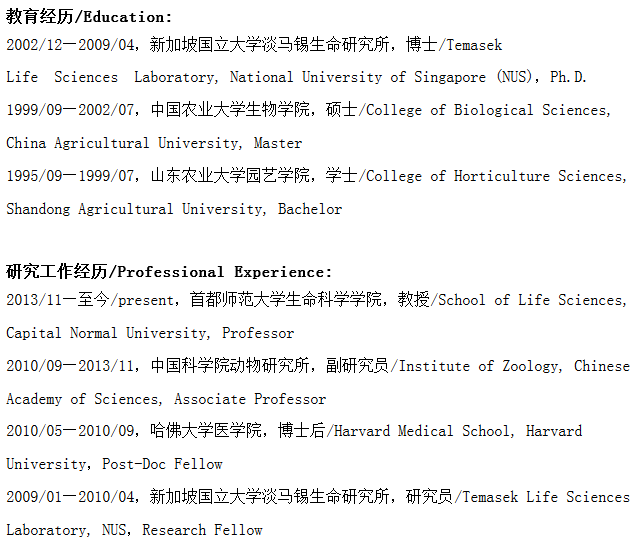 教育经历/Education:
2002/12—2009/04, 新加坡国立大学淡马锡生命研究所, 博士/Temasek
Life  Sciences  Laboratory, National University of Singapore (NUS), Ph.D.
1999/09—2002/07, 中国农业大学生物学院, 硕士/College of Biological Sciences,
China Agricultural University, Master
1995/09—1999/07, 山东农业大学园艺学院, 学士/College of Horticulture Sciences,
Shandong Agricultural University, Bachelor
研究工作经历/Professional Experience:
2013/11—至今/present, 首都师范大学生命科学学院, 教授/School of Life Sciences,
Capital Normal University, Professor
2010/09—2013/11, 中国科学院动物研究所, 副研究员/Institute of Zoology, Chinese
Academy of Sciences, Associate Professor
2010/05—2010/09, 哈佛大学医学院, 博士后/Harvard Medical School, Harvard
University, Post-Doc Fellow
2009/01—2010/04, 新加坡国立大学淡马锡生命研究所, 研究员/Temasek Life Sciences
Laboratory, NUS, Research Fellow